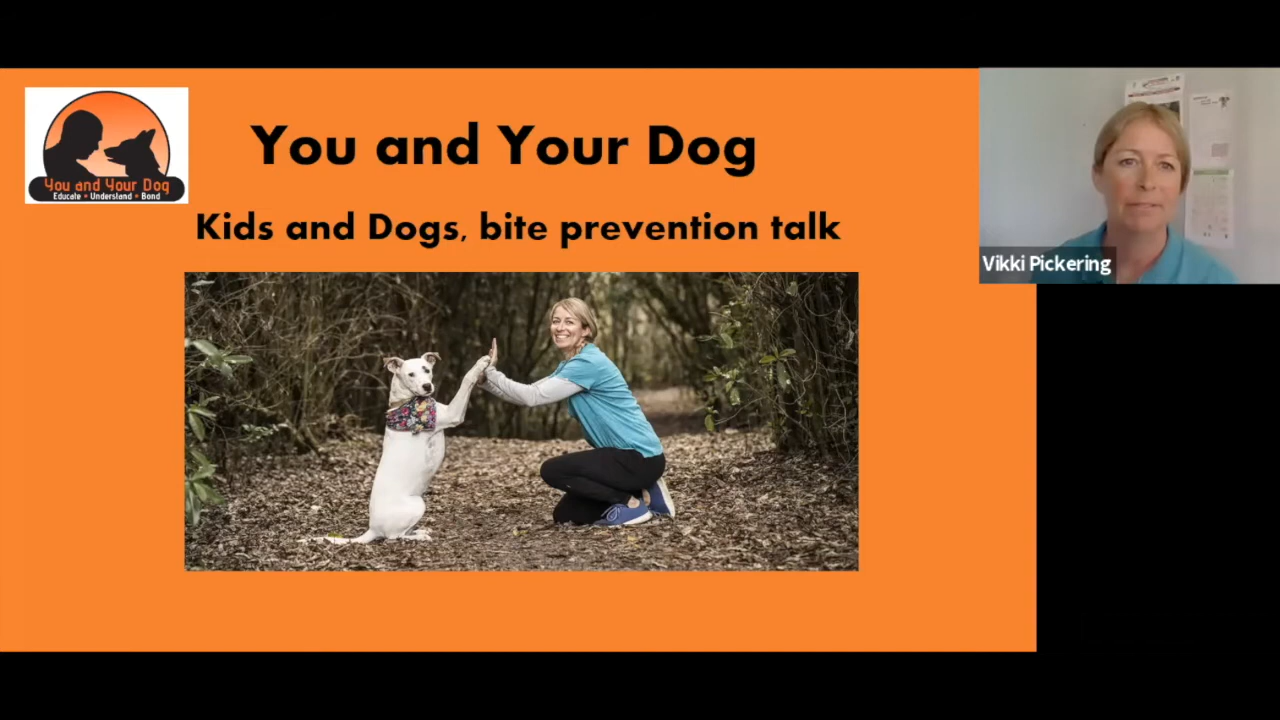 You and Your Dog
Educate • Understand • Bond
You and Your Dog
Kids and Dogs, bite prevention talk
Vikki Pickering